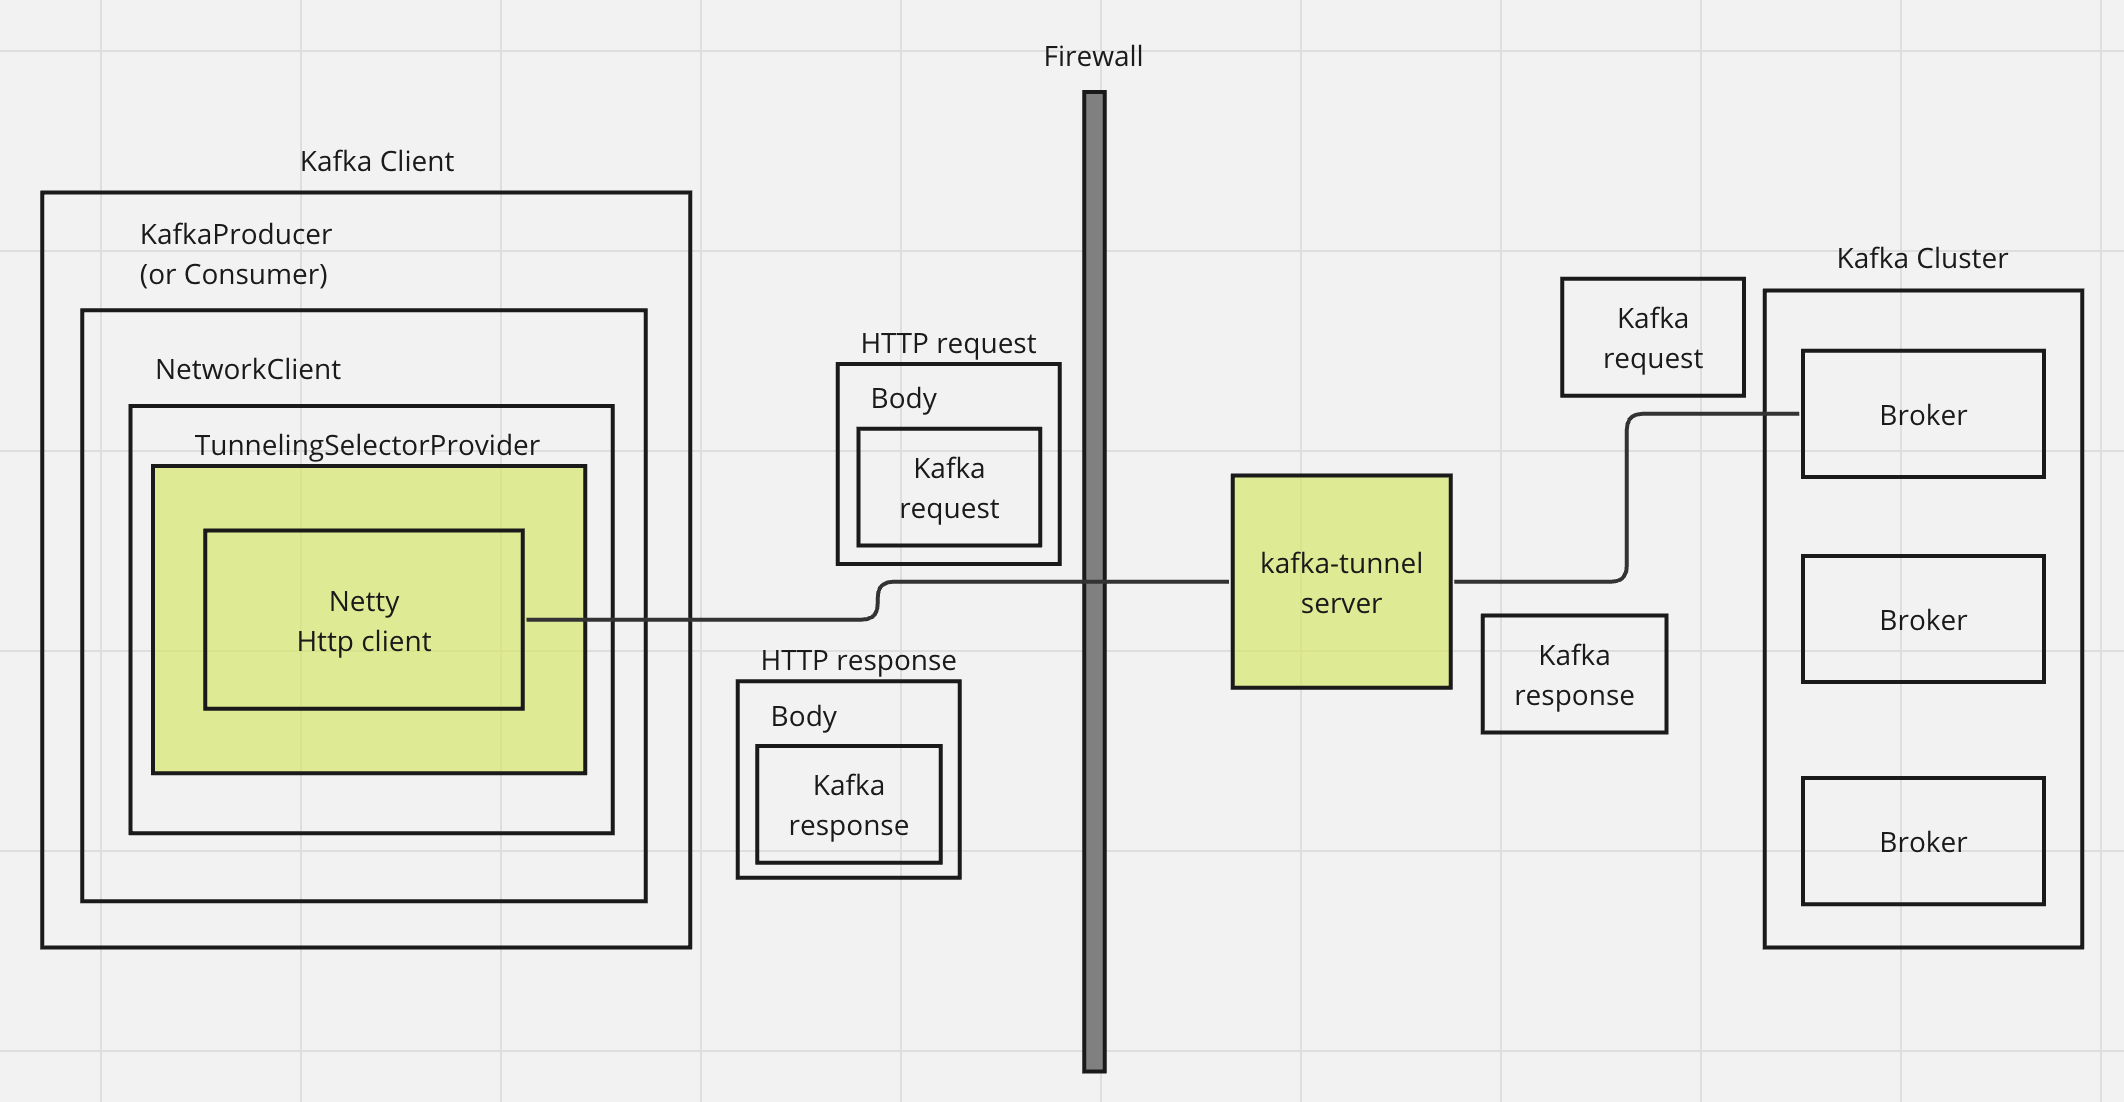 Firewall
Kafka Client
KafkaProducer
(or Consumer)
NetworkClient
TunnelingSelectorProvider
Netty
Http client
HTTP request
Body
Kafka
request
HTTP response
Body
Kafka
response
kafka-tunnel
server
Kafka
request
Kafka
response
Kafka Cluster
Broker
Broker
Broker